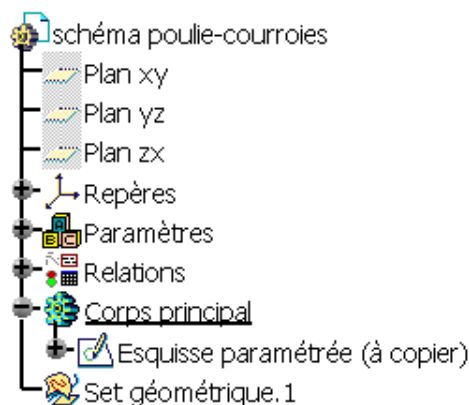 schéma poulie-courroies
Plan xy
Plan yz
Plan zx
Repères
Paramètres
Relations
Corps principal
Esquisse paramétrée (à copier)
Set géométrique.1